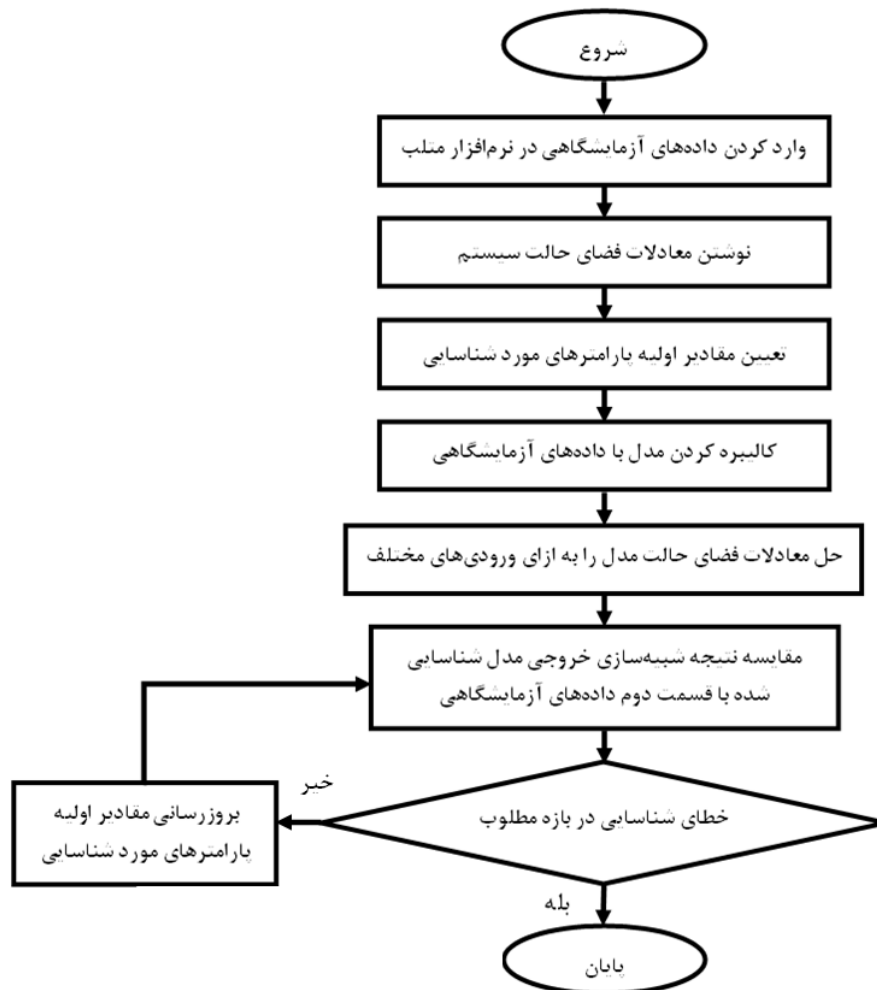 شروع
وارد کردن داده‌های آزمایشگاهی در نرم‌افزار متلب
نوشتن معادلات فضای حالت سیستم
تعیین مقادیر اولیه پارامترهای مورد شناسایی
کالیبره کردن مدل با داده‌های آزمایشگاهی
حل معادلات فضای حالت مدل را به ازای ورودی‌های مختلف
مقایسه نتیجه شبیه‌سازی خروجی مدل شناسایی
شده با قسمت دوم داده‌های آزمایشگاهی
خطای شناسایی در بازه مطلوب
خیر
بروزرسانی مقادیر اولیه
پارامترهای مورد شناسایی
بله
پایان